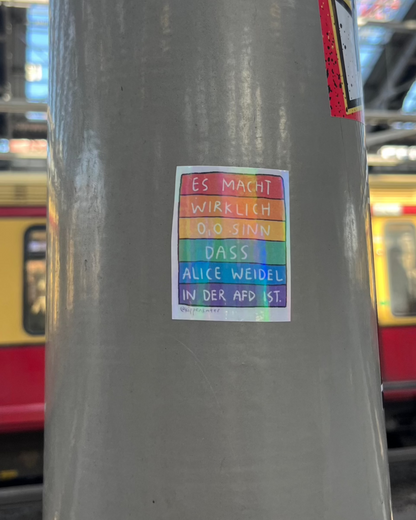 ES MACHT
WIRKLICH
0,0 SINN
DASS
ALICE WEIDEL
IN DER AFD IST.